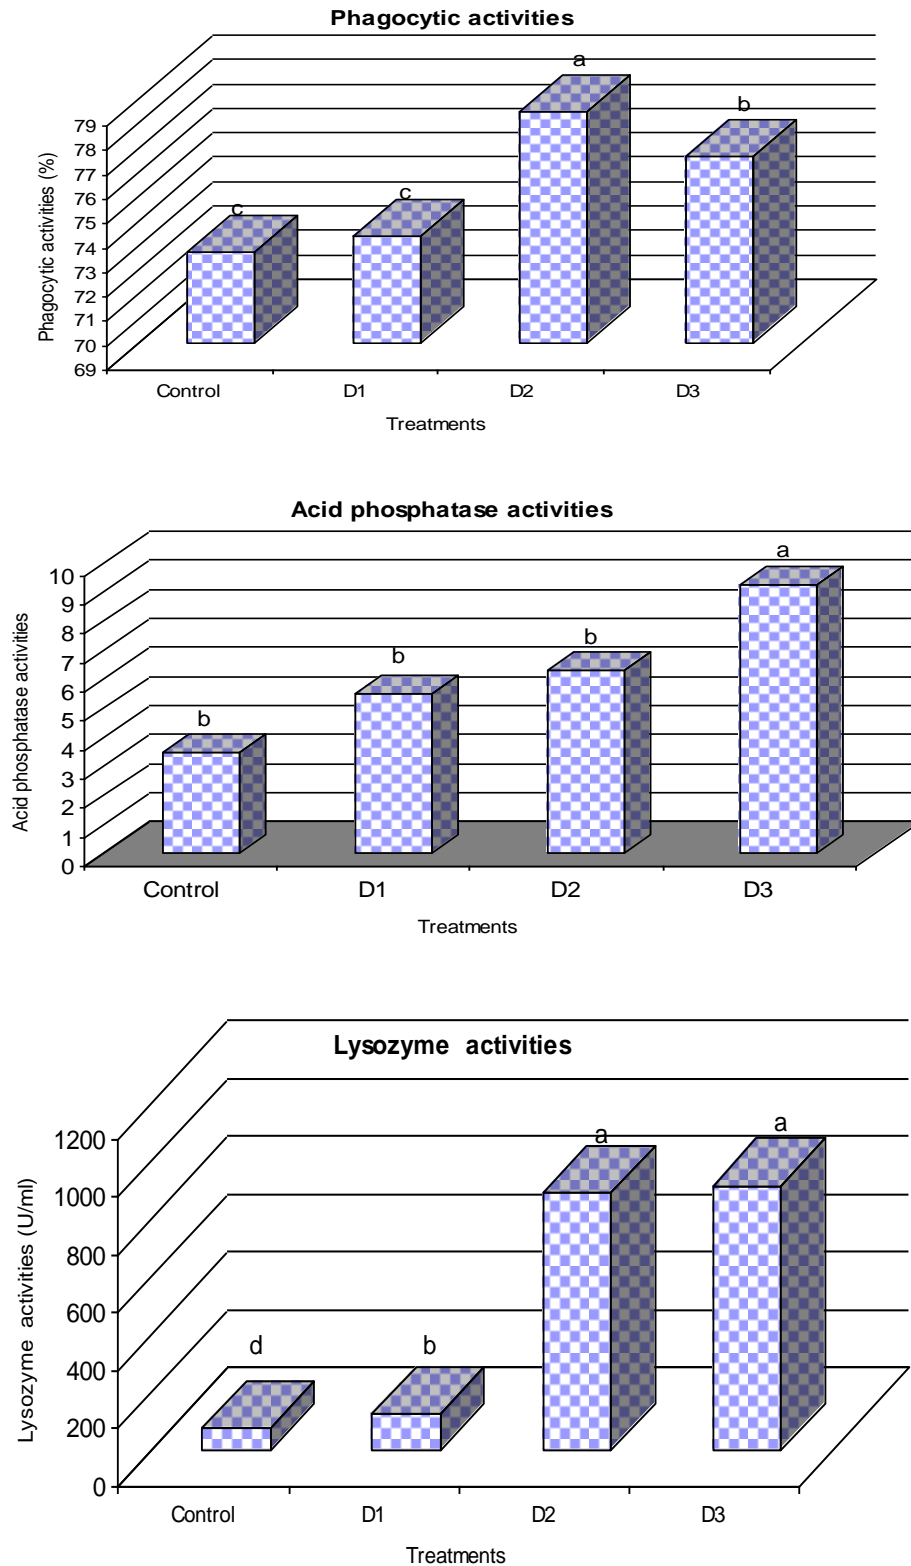 Phagocytic activities
a
b
c
c
79
78
77
76
75
74
73
72
71
70
69
Phagocytic activities (%)
Control D1 D2 D3
Treatments
Acid phosphatase activities
a
b
b
b
10
9
8
7
6
5
4
3
2
1
0
Acid phosphatase activities
Control D1 D2 D3
Treatments
Lysozyme activities
a
a
d b
1200
1000
800
600
400
200
0
Lysozyme activities (U/ml)
Control D1 D2 D3
Treatments